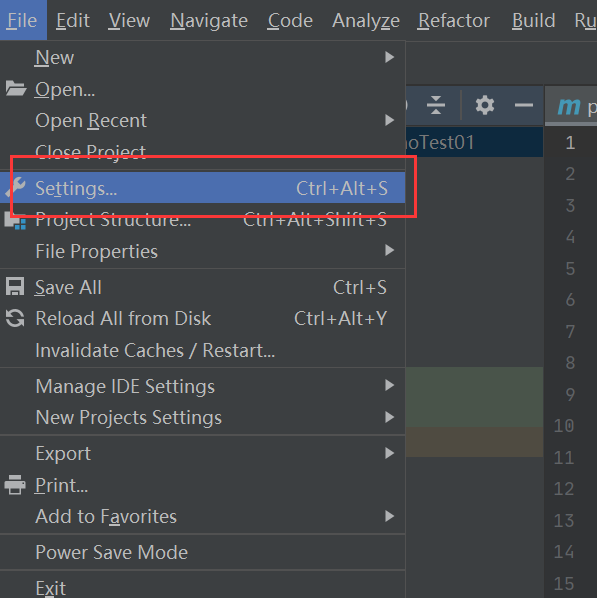 File Edit View Navigate Code Analyze Refactor Build Ru
New
Open...
Open Recent
Close Project
Settings... Ctrl+Alt+S
Project Structure... Ctrl+Alt+Shift+S
File Properties
Save All Ctrl+S
Reload All from Disk Ctrl+Alt+Y
Invalidate Caches / Restart...
Manage IDE Settings
New Projects Settings
Export
Print...
Add to Favorites
Power Save Mode
Exit
oTest01
m p
1
2
3
4
5
6
7
8
9
10
11
12
13
14
15